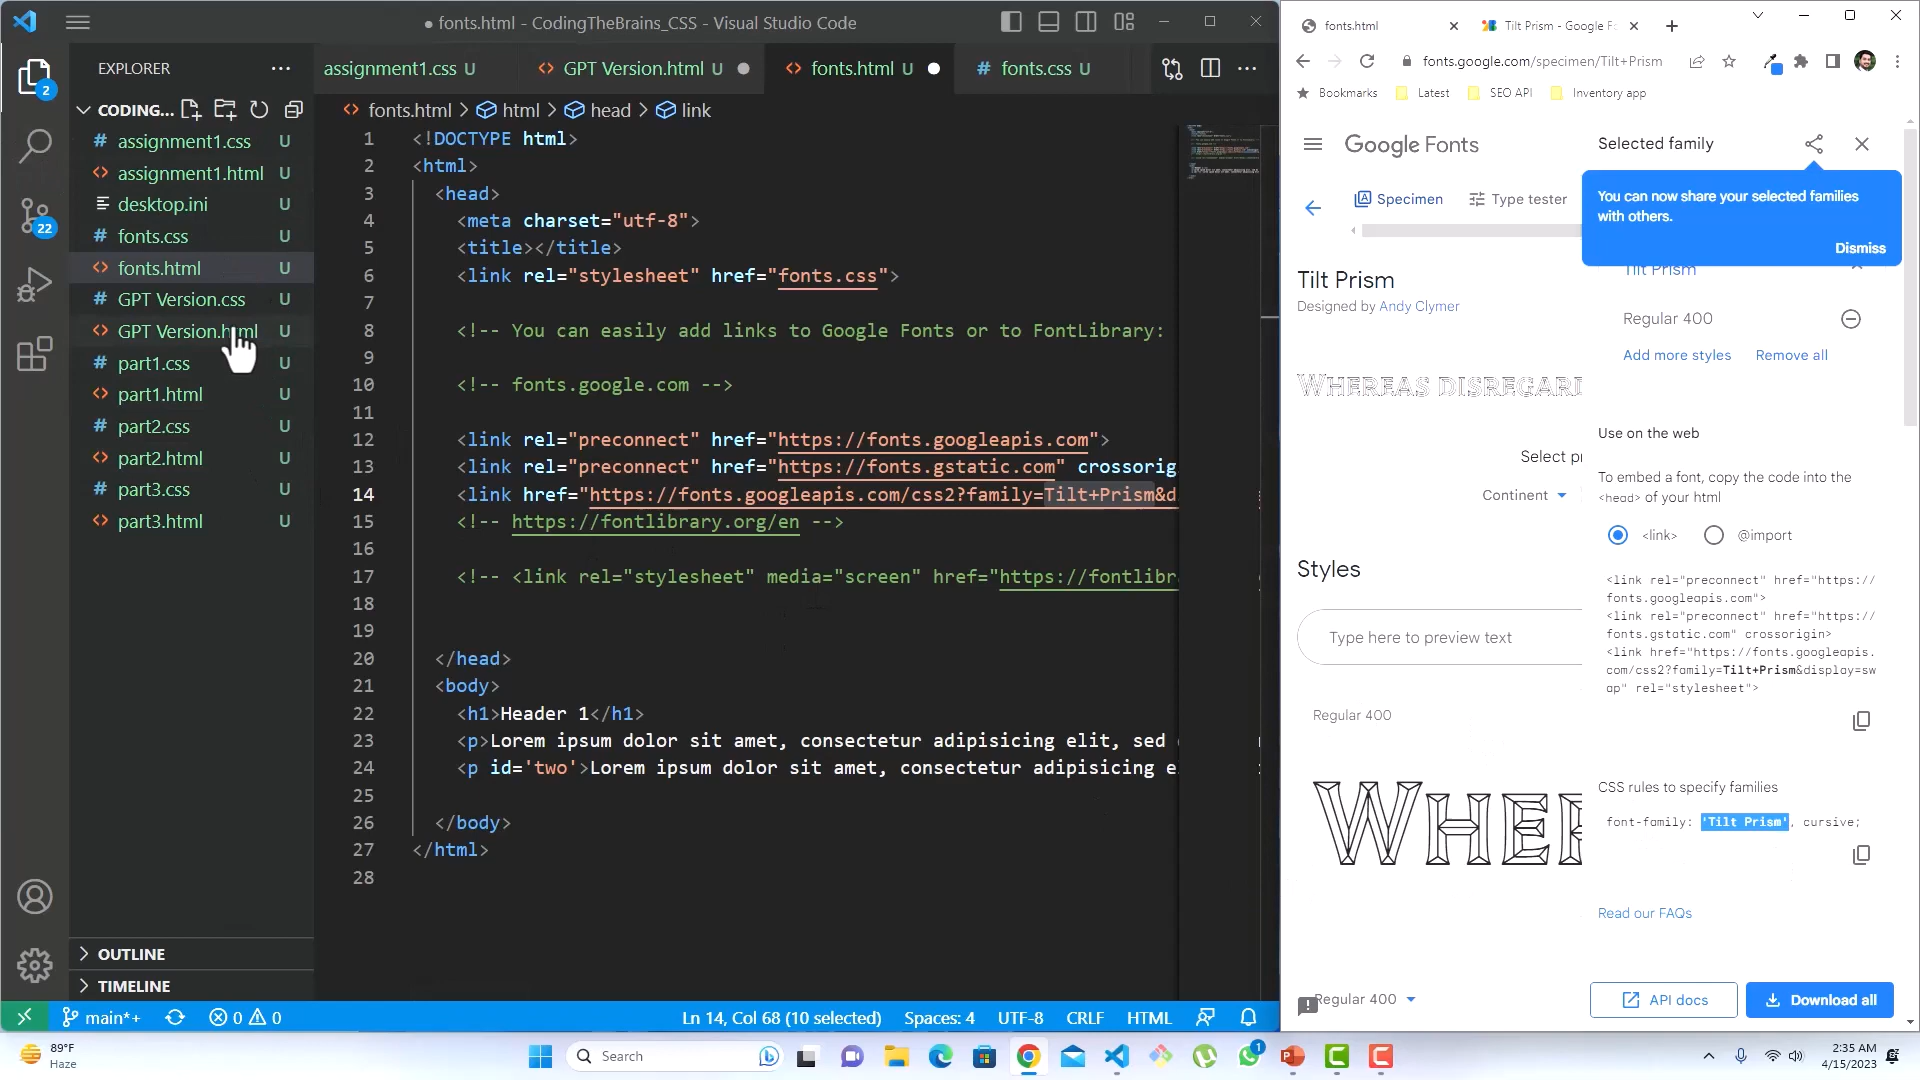 ● fonts.html - CodingTheBrains_CSS - Visual Studio Code
EXPLORER
CODING...
assignment1.css U
assignment1.html U
desktop.ini U
fonts.css U
fonts.html U
GPT Version.css U
GPT Version.html U
part1.css U
part1.html U
part2.css U
part2.html U
part3.css U
part3.html U
OUTLINE
TIMELINE
2
22
assignment1.css U
GPT Version.html U
fonts.html U
fonts.css U
fonts.html > html > head > link
1 <!DOCTYPE html>
2 <html>
3 <head>
4 <meta charset="utf-8">
5 <title></title>
6 <link rel="stylesheet" href="fonts.css">
7
8 <!-- You can easily add links to Google Fonts or to FontLibrary:
9
10 <!-- fonts.google.com -->
11
12 <link rel="preconnect" href="https://fonts.googleapis.com">
13 <link rel="preconnect" href="https://fonts.gstatic.com" crossorig
14 <link href="https://fonts.googleapis.com/css2?family=Tilt+Prism&d
15 <!-- https://fontlibrary.org/en -->
16
17 <!-- <link rel="stylesheet" media="screen" href="https://fontlibr
18
19
20 </head>
21 <body>
22 <h1>Header 1</h1>
23 <p>Lorem ipsum dolor sit amet, consectetur adipisicing elit, sed
24 <p id='two'>Lorem ipsum dolor sit amet, consectetur adipisicing e
25
26 </body>
27 </html>
28
main*+ 0 0 Ln 14, Col 68 (10 selected) Spaces: 4 UTF-8 CRLF HTML
fonts.html
Tilt Prism - Google Fo
fonts.google.com/specimen/Tilt+Prism
Bookmarks Latest SEO API Inventory app
Google Fonts
Specimen Type tester
Tilt Prism
Designed by Andy Clymer
WHEREAS DISREGARD
Select pr
Continent
Styles
Type here to preview text
Regular 400
WHERE
Regular 400
Selected family
You can now share your selected families
with others.
Dismiss
Tilt Prism
Regular 400
Add more styles Remove all
Use on the web
To embed a font, copy the code into the
<head> of your html
<link> @import
<link rel="preconnect" href="https://
fonts.googleapis.com">
<link rel="preconnect" href="https://
fonts.gstatic.com" crossorigin>
<link href="https://fonts.googleapis.
com/css2?family=Tilt+Prism&display=sw
ap" rel="stylesheet">
CSS rules to specify families
font-family: 'Tilt Prism', cursive;
Read our FAQs
API docs Download all
89°F
Haze
Search
1
2:35 AM
4/15/2023